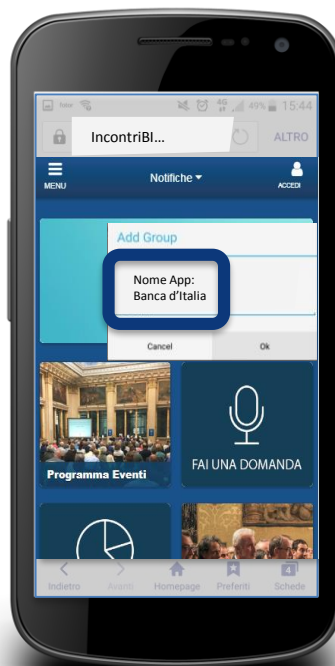 4G 49% 15:44
IncontriBI... ALTRO
MENU Notifiche ACCEDI
Add Group
Nome App:
Banca d'Italia
Cancel Ok
Programma Eventi
FAI UNA DOMANDA
Indietro Avanti Homepage Preferiti Schede
4